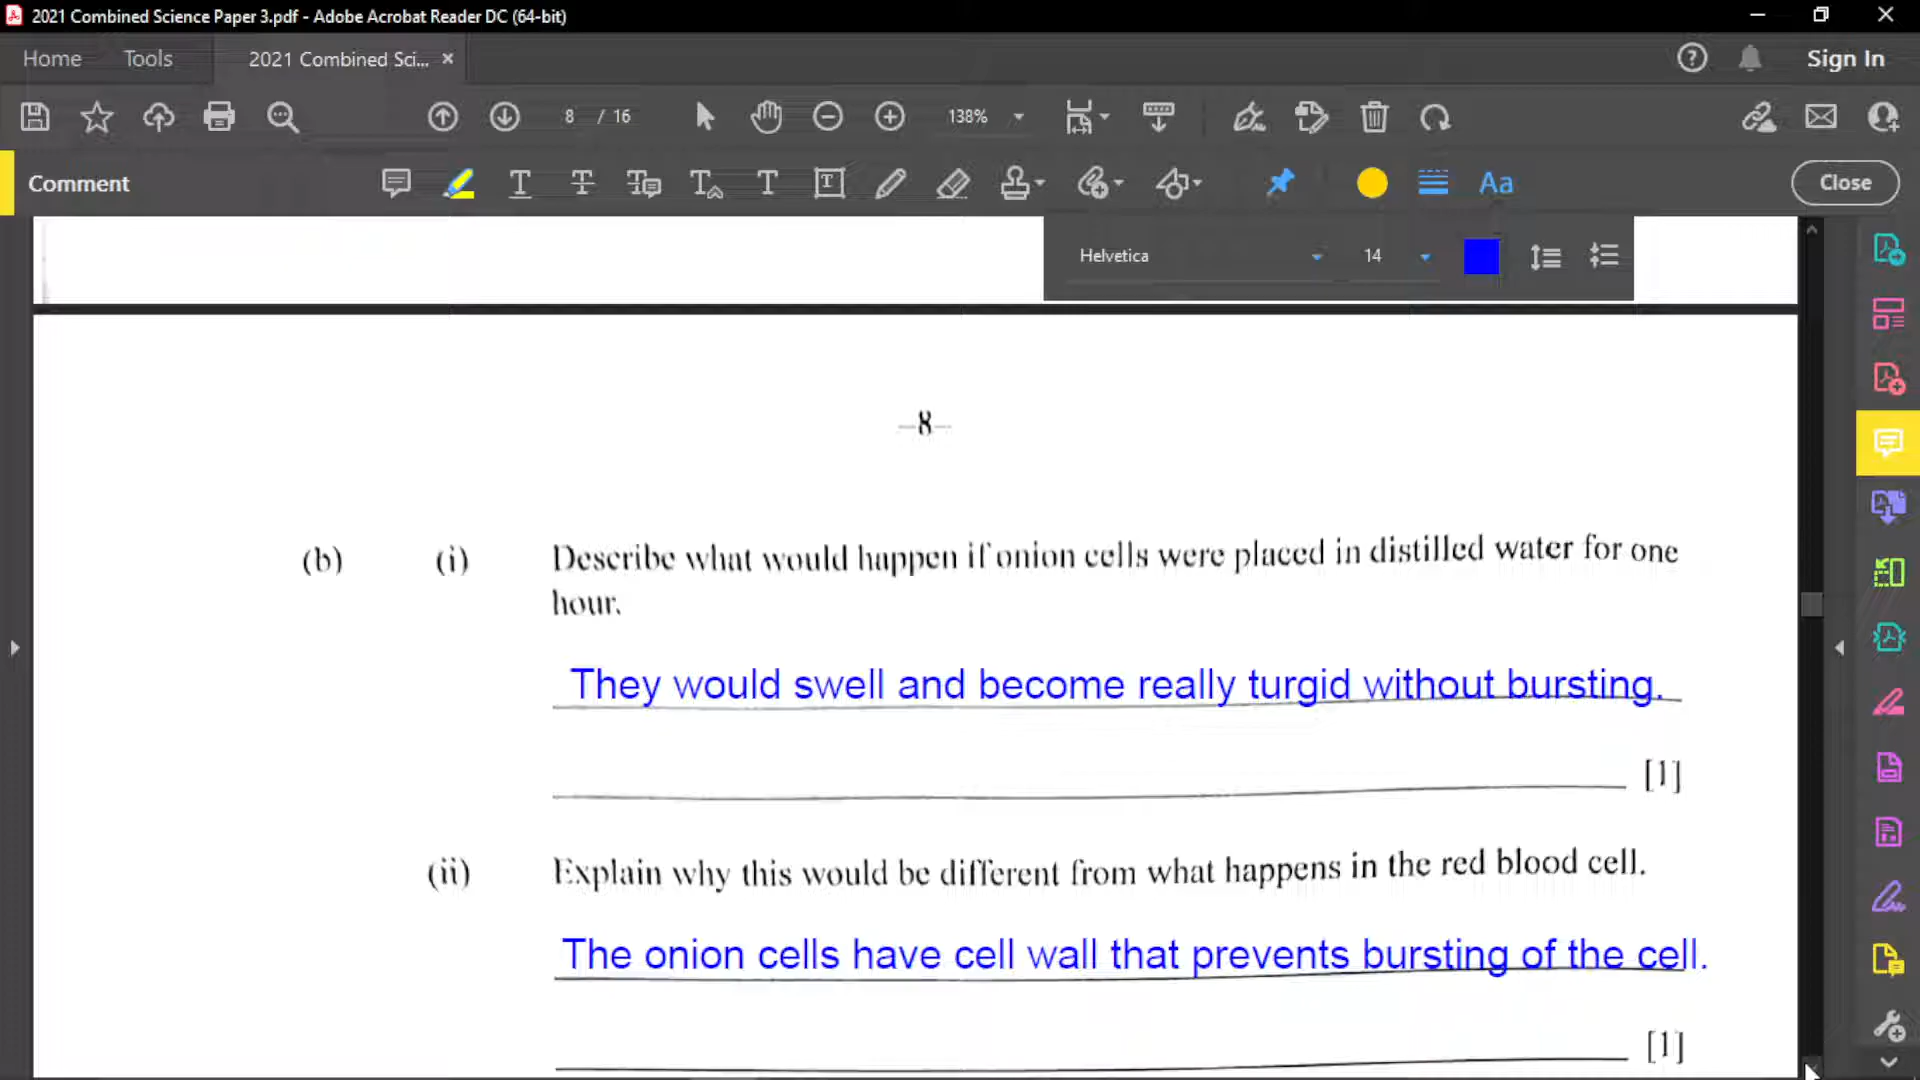 2021 Combined Science Paper 3.pdf - Adobe Acrobat Reader DC (64-bit)
Home Tools 2021 Combined Sci... × Sign In
8 / 16 138%
Comment Aa Close
Helvetica 14
–8–
(b) (i) Describe what would happen if onion cells were placed in distilled water for one
hour.
They would swell and become really turgid without bursting.
[1]
(ii) Explain why this would be different from what happens in the red blood cell.
The onion cells have cell wall that prevents bursting of the cell.
[1]